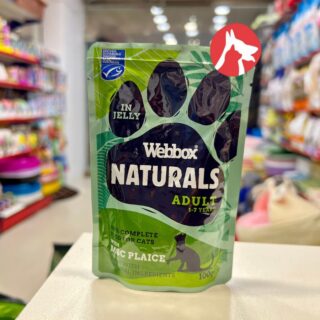 IN
JELLY
Webbox
NATURALS
ADULT
1-7 YEARS
COMPLETE
FOR CATS
MSC PLAICE
100g